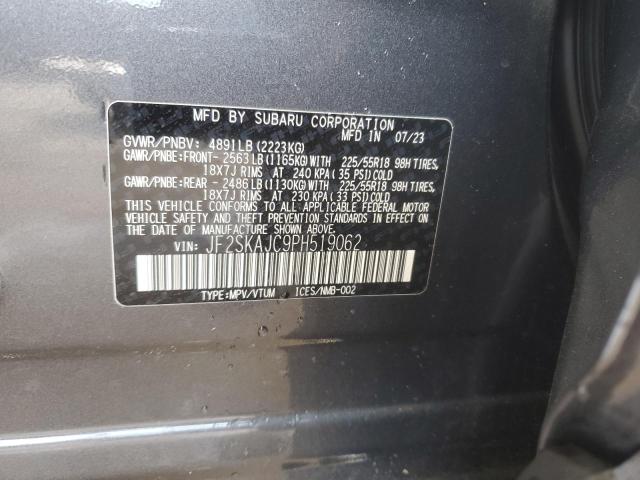 MFD BY SUBARU CORPORATION
MFD IN 07/23
GVWR/PNBV: 4891LB(2223KG)
GAWR/PNBE:FRONT- 2563LB(1165KG)WITH 225/55R18 98H TIRES,
18X7J RIMS AT 240 KPA(35 PSI)COLD
GAWR/PNBE:REAR - 2486LB(1130KG)WITH 225/55R18 98H TIRES,
18X7J RIMS AT 230 KPA(33 PSI)COLD
THIS VEHICLE CONFORMS TO ALL APPLICABLE FEDERAL MOTOR
VEHICLE SAFETY AND THEFT PREVENTION STANDARDS IN EFFECT
ON THE DATE OF MANUFACTURE SHOWN ABOVE.
VIN: JF2SKAJC9PH519062
TYPE:MPV/VTUM ICES/NMB-002